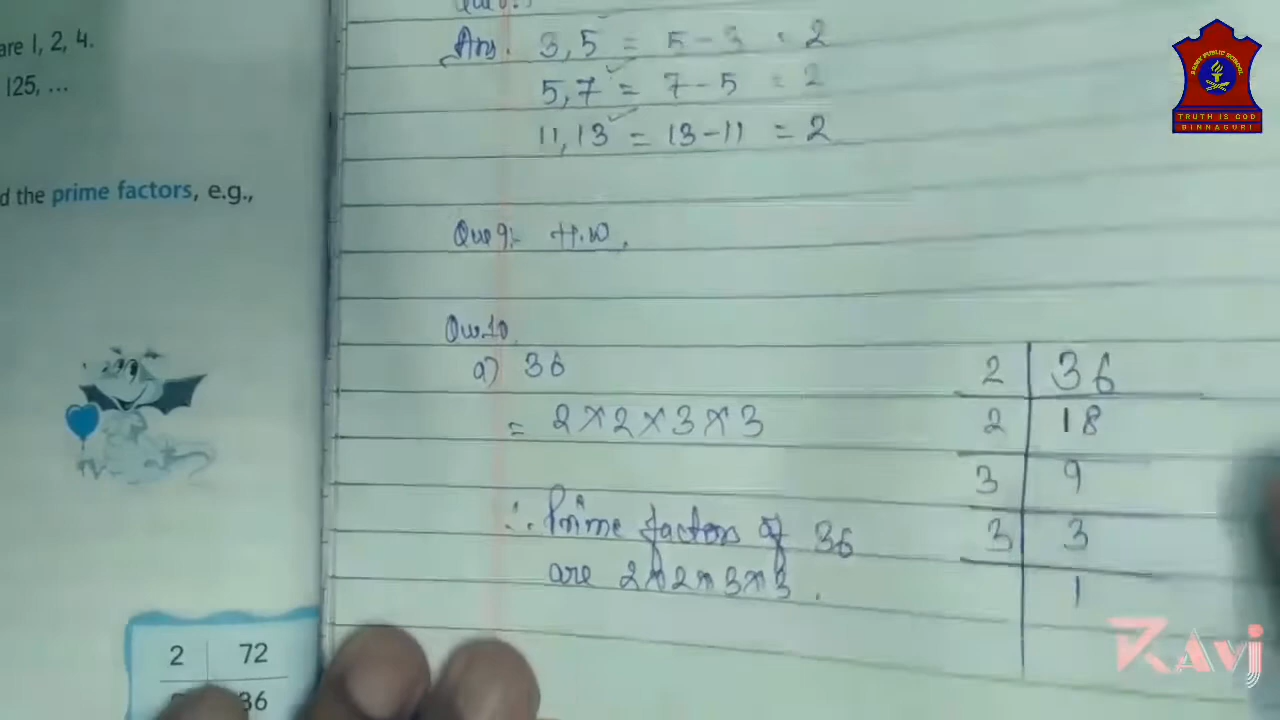 are 1, 2, 4.
125, ...
d the prime factors, e.g.,
2 72
36
Ans. 3,5 = 5-3 = 2
5,7 = 7-5 = 2
11,13 = 13-11 = 2
Que 9:- H.W.
Que 10.
a) 36
= 2×2×3×3
∴ Prime factors of 36
are 2×2×3×3.
2 36
2 18
3 9
3 3
1
ARMY PUBLIC SCHOOL
TRUTH IS GOD
BINNAGURI
RAvj